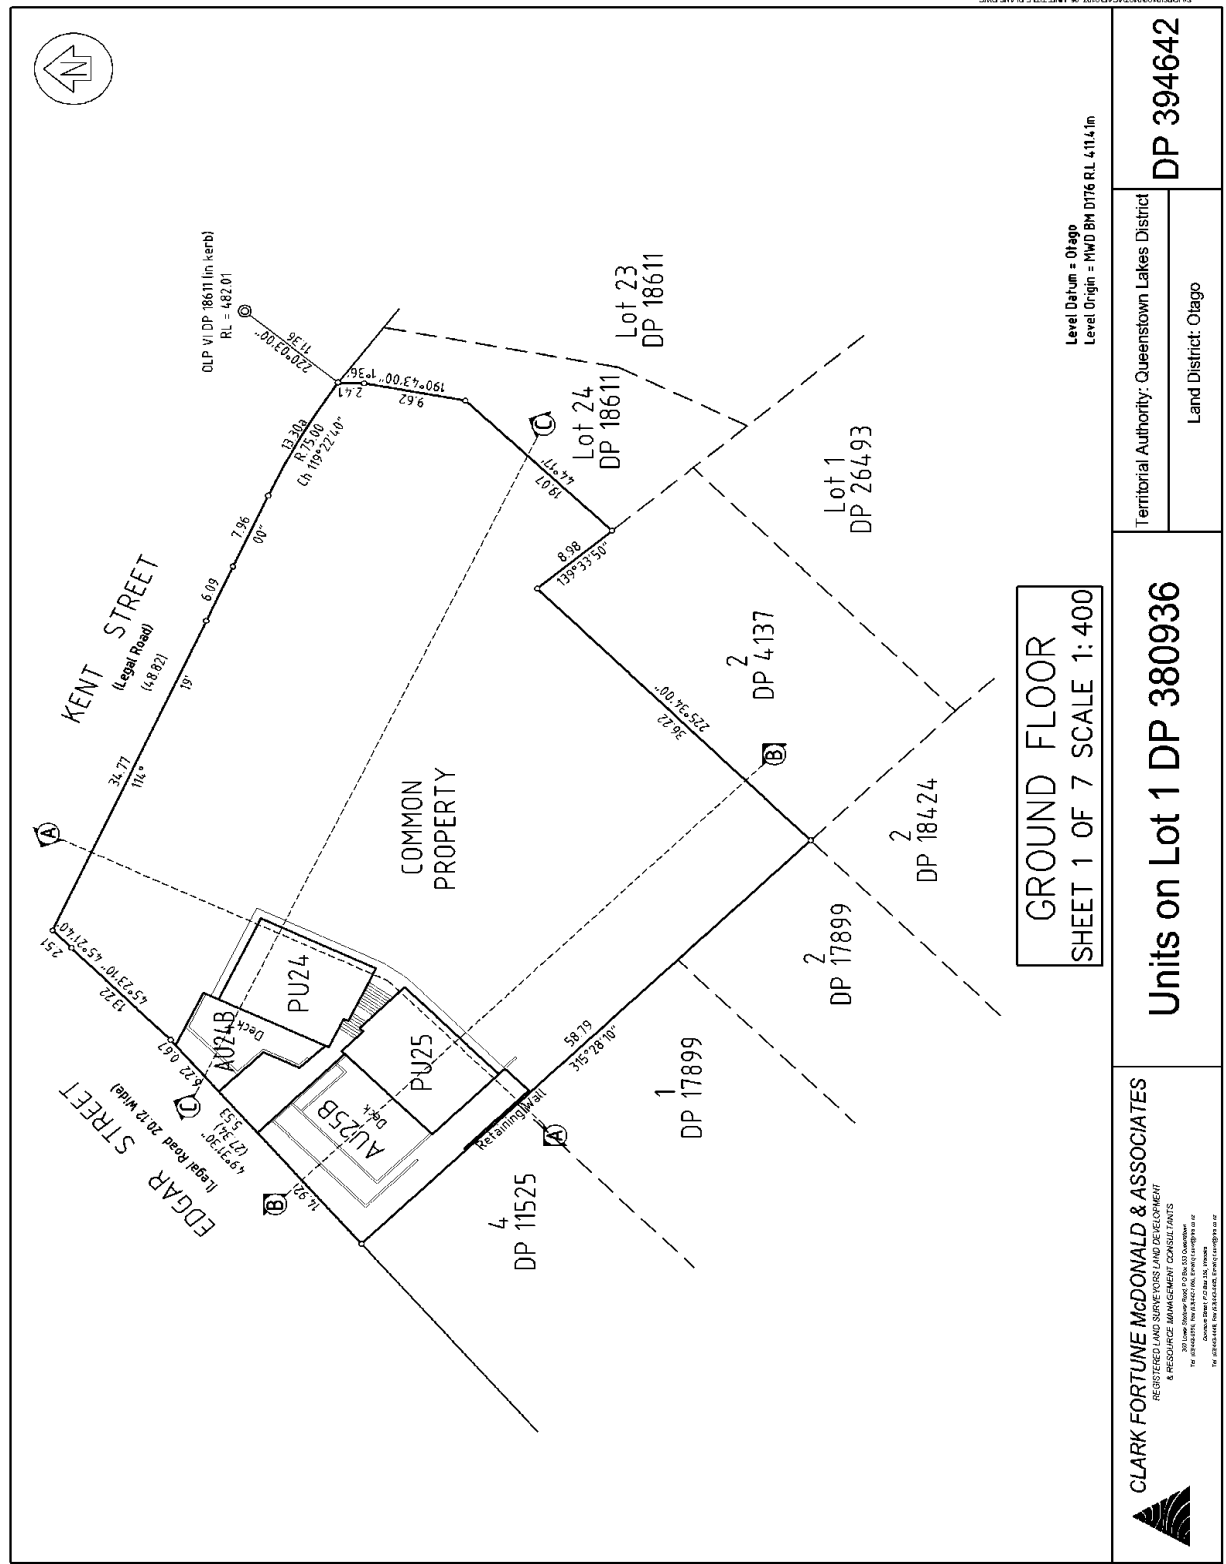 N
OLP VI DP 18611 (in kerb)
RL = 482.01
220°03'00"
11.36
KENT STREET
(Legal Road)
(48.82)
2.51
45°21'40"
34.77
114°
19'
6.09
7.96
00"
13.30a
R.75.00
Ch 119°22'40"
2.41
1°36'
190°43'00"
9.62
44°17'
19.07
8.98
139°33'50"
36.22
225°34'00"
58.79
315°28'10"
13.22
45°23'10"
0.67
6.22
5.53
(27.34)
49°31'30"
14.92
EDGAR STREET
(Legal Road 20.12 Wide)
A
A
B
B
C
C
AU24B
Deck
PU24
AU25B
Deck
PU25
Retaining Wall
COMMON
PROPERTY
Lot 23
DP 18611
Lot 24
DP 18611
Lot 1
DP 26493
2
DP 4137
2
DP 18424
2
DP 17899
1
DP 17899
4
DP 11525
Level Datum = Otago
Level Origin = MWD BM D176 R.L 411.41m
GROUND FLOOR
SHEET 1 OF 7 SCALE 1:400
CLARK FORTUNE McDONALD & ASSOCIATES
REGISTERED LAND SURVEYORS LAND DEVELOPMENT
& RESOURCE MANAGEMENT CONSULTANTS
Units on Lot 1 DP 380936
Territorial Authority: Queenstown Lakes District
Land District: Otago
DP 394642